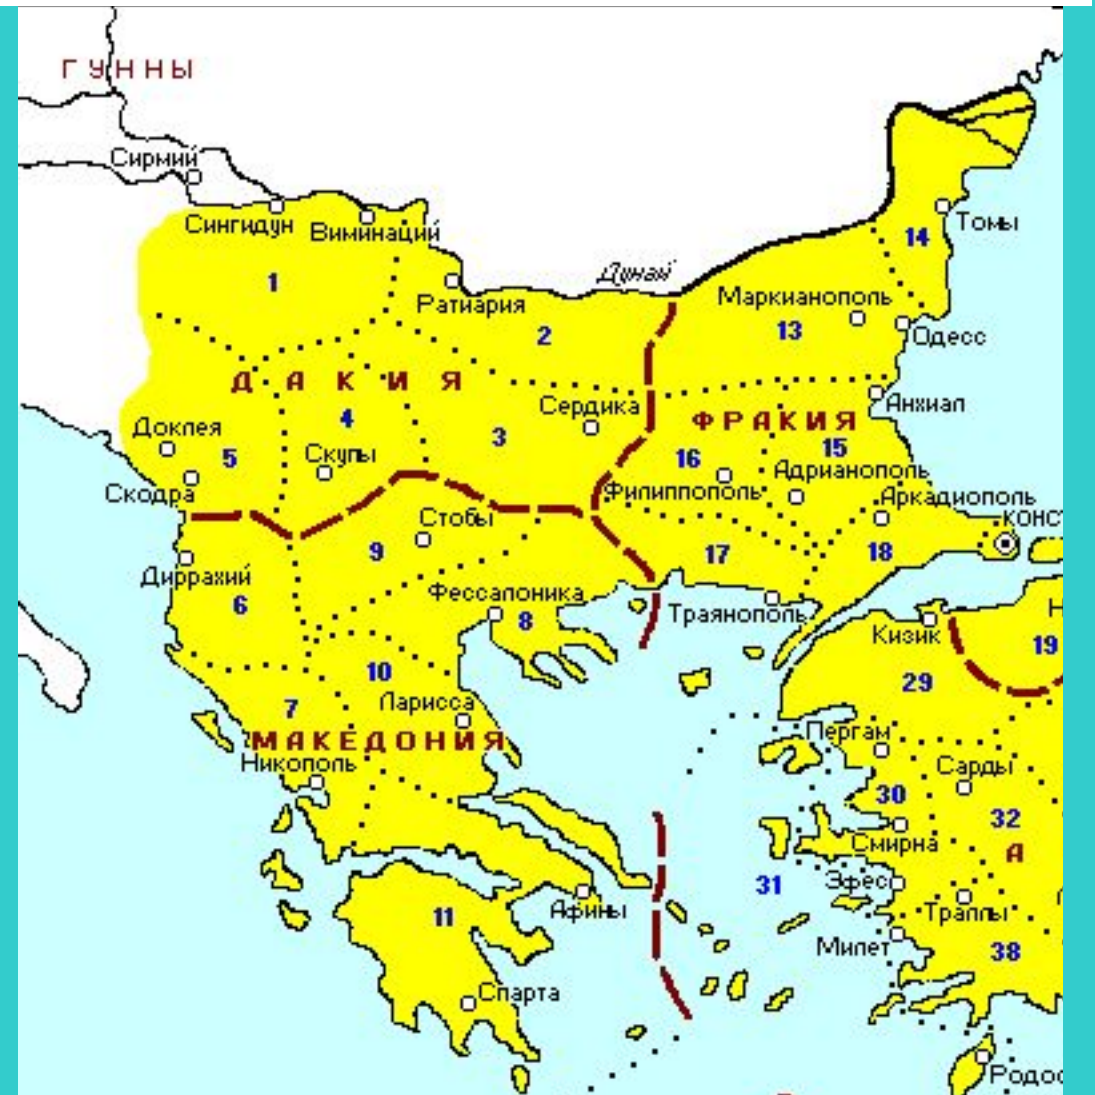 ГУННЫ
Сирмий
Сингидун
Виминаций
14
Томы
1
Дунай
Ратиария
Маркианополь
2
13
Одесс
ДАКИЯ
Сердика
Анхиал
ФРАКИЯ
4
Доклея
5
Скупы
3
16
15
Адрианополь
Скодра
Филиппополь
Аркадиополь
Стобы
КОНСТ
9
17
18
Диррахий
6
Фессалоника
8
Траянополь
Кизик
Н
19
10
29
7
Ларисса
МАКЕДОНИЯ
Пергам
Никополь
Сарды
30
32
Смирна
А
31
Эфес
11
Афины
Траллы
Милет
38
Спарта
Родос